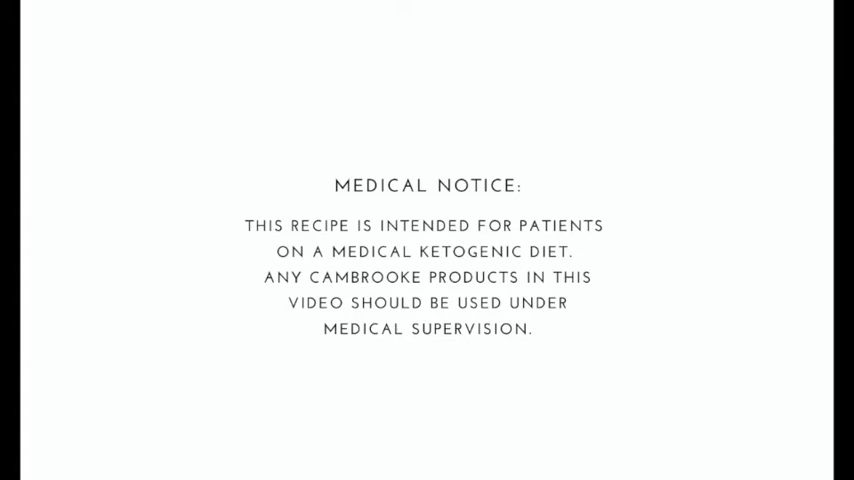 MEDICAL NOTICE:
THIS RECIPE IS INTENDED FOR PATIENTS
ON A MEDICAL KETOGENIC DIET.
ANY CAMBROOKE PRODUCTS IN THIS
VIDEO SHOULD BE USED UNDER
MEDICAL SUPERVISION.